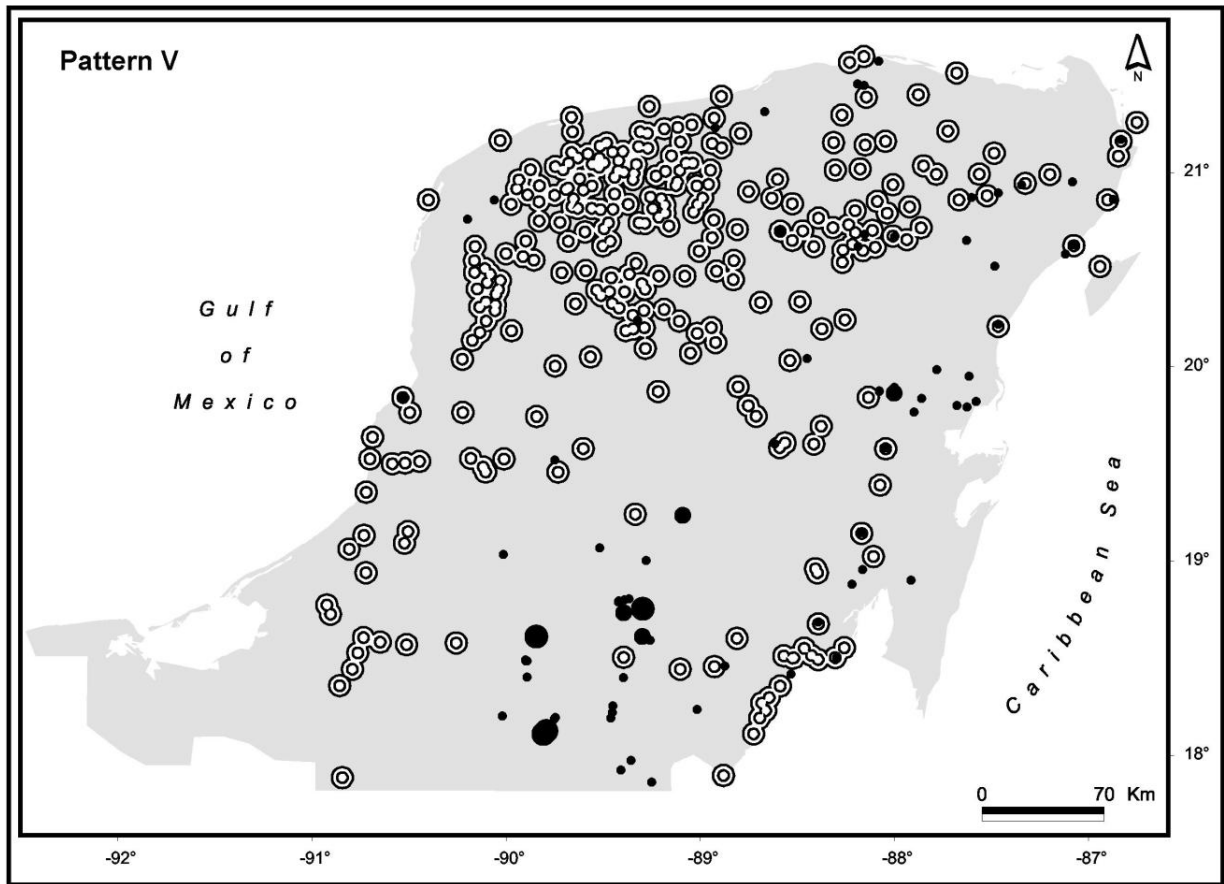 Pattern V
N
21°
Gulf
of
Mexico
20°
Caribbean Sea
19°
18°
0 70 Km
-92° -91° -90° -89° -88° -87°